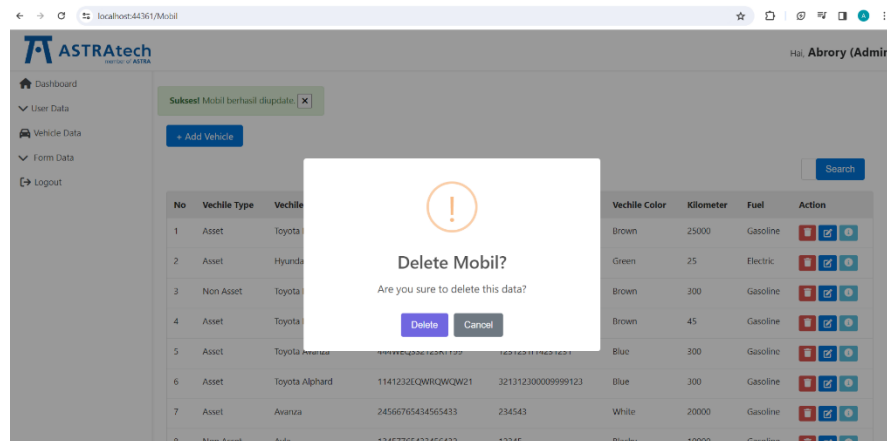 localhost:44361/Mobil
A
ASTRAtech
member of ASTRA
Hai, Abrory (Admin
Dashboard
User Data
Vehicle Data
Form Data
Logout
Sukses! Mobil berhasil diupdate.
+ Add Vehicle
Search
No Vechile Type Vechile Vechile Color Kilometer Fuel Action
1 Asset Toyota Brown 25000 Gasoline
2 Asset Hyunda Green 25 Electric
3 Non Asset Toyota Brown 300 Gasoline
4 Asset Toyota Brown 45 Gasoline
5 Asset Toyota Avanza Blue 300 Gasoline
6 Asset Toyota Alphard 1141232EQWRQWQW21 321312300009999123 Blue 300 Gasoline
7 Asset Avanza 24566765434565433 234543 White 20000 Gasoline
!
Delete Mobil?
Are you sure to delete this data?
Delete Cancel